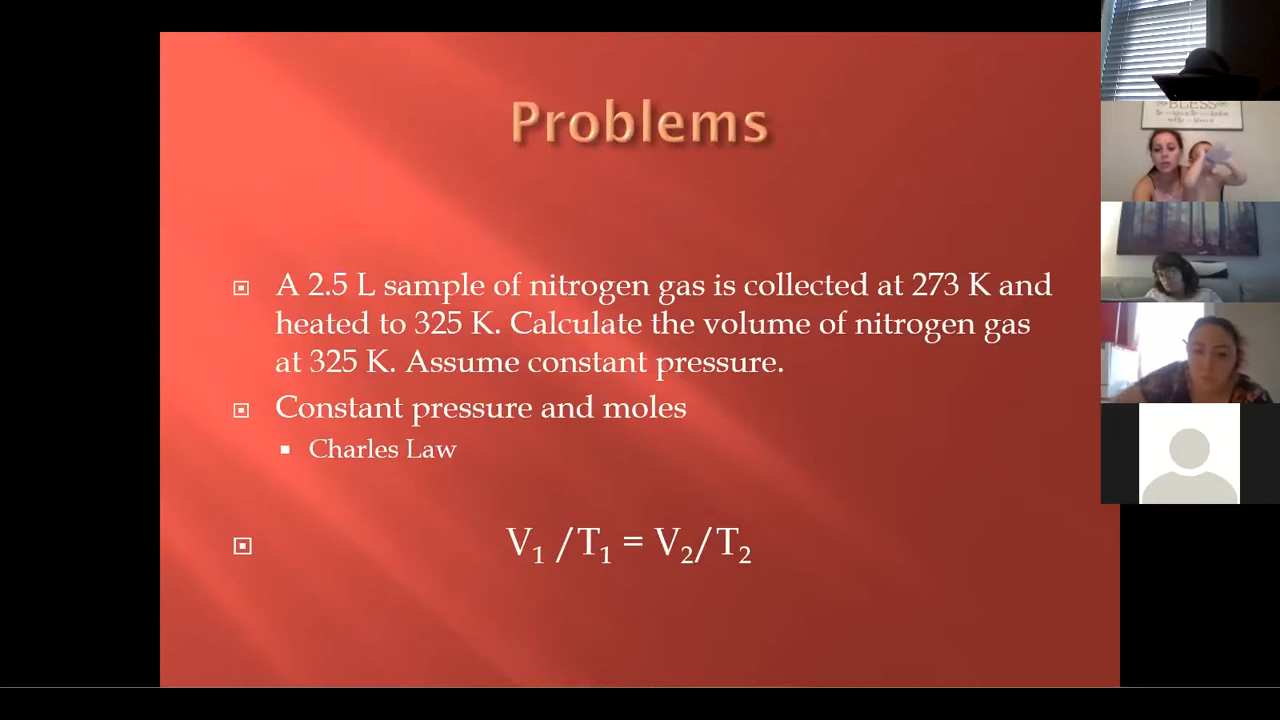 Problems
A 2.5 L sample of nitrogen gas is collected at 273 K and
heated to 325 K. Calculate the volume of nitrogen gas
at 325 K. Assume constant pressure.
Constant pressure and moles
Charles Law
V₁ /T₁ = V₂/T₂
BLESS